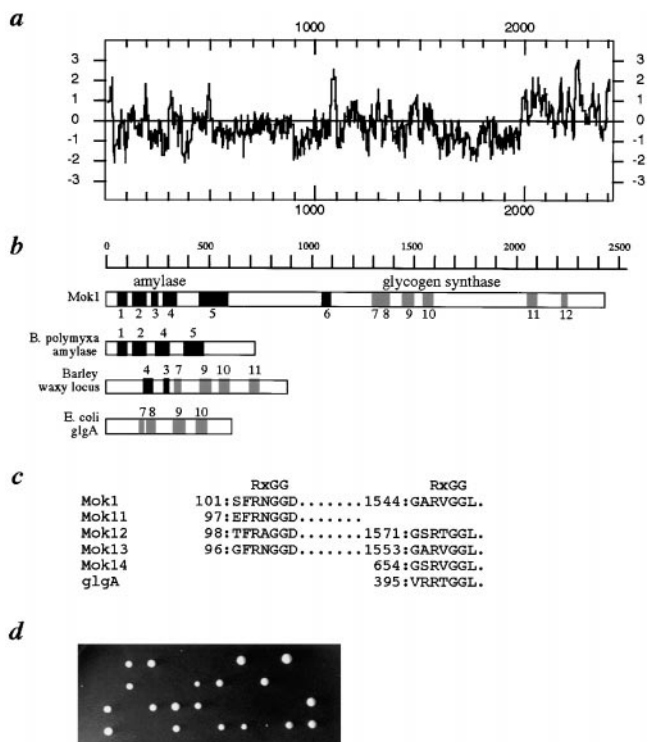 a
1000 2000
3 3
2 2
1 1
0 0
-1 -1
-2 -2
-3 -3
1000 2000
b
0 500 1000 1500 2000 2500
amylase glycogen synthase
Mok1
1 2 3 4 5 6 7 8 9 10 11 12
1 2 4 5
B. polymyxa
amylase
4 3 7 9 10 11
Barley
waxy locus
7 8 9 10
E. coli
glgA
c
RxGG RxGG
Mok1 101:SFRNGGD.......1544:GARVGGL.
Mok11 97:EFRNGGD.......
Mok12 98:TFRAGGD.......1571:GSRTGGL.
Mok13 96:GFRNGGD.......1553:GARVGGL.
Mok14 654:GSRVGGL.
glgA 395:VRRTGGL.
d